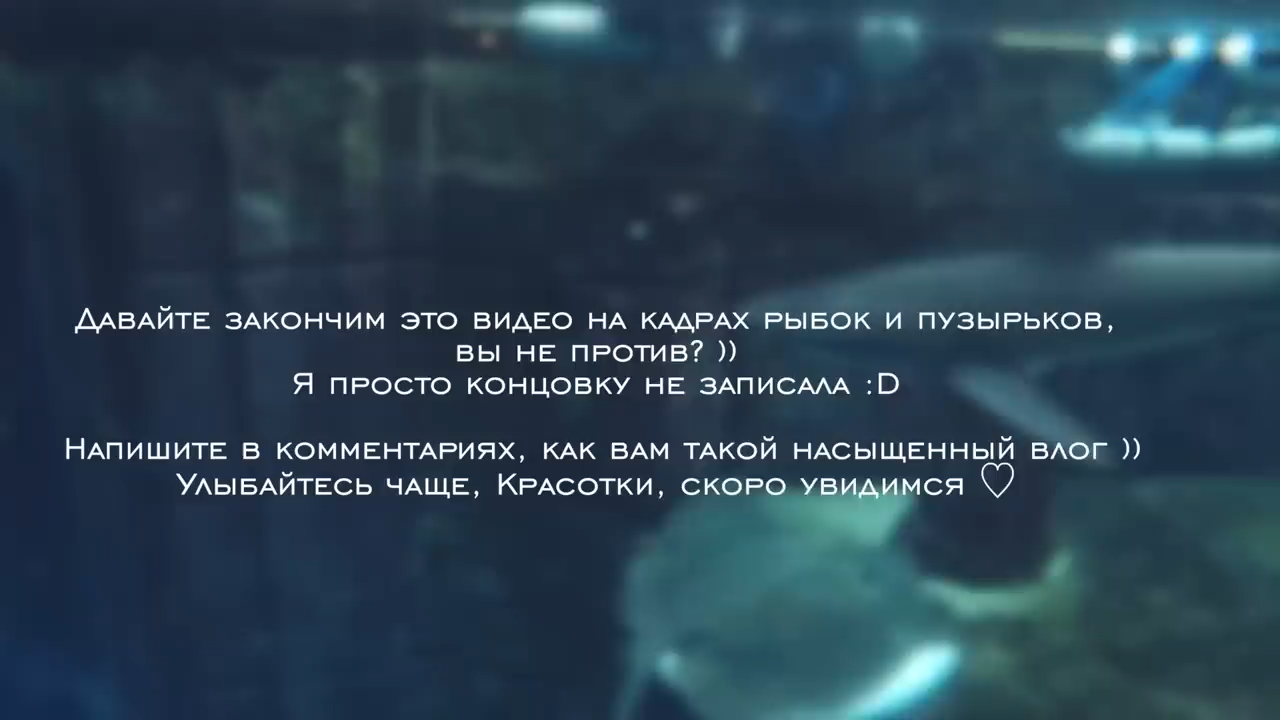 Давайте закончим это видео на кадрах рыбок и пузырьков,
вы не против? ))
Я просто концовку не записала :D
Напишите в комментариях, как вам такой насыщенный влог ))
Улыбайтесь чаще, Красотки, скоро увидимся ♡